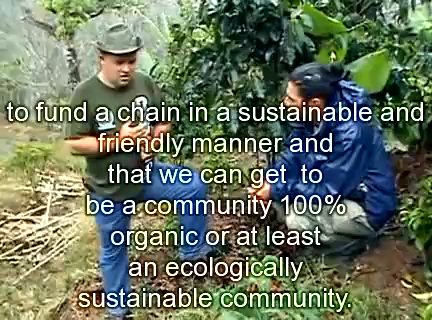 to fund a chain in a sustainable and
friendly manner and
that we can get to
be a community 100%
organic or at least
an ecologically
sustainable community.